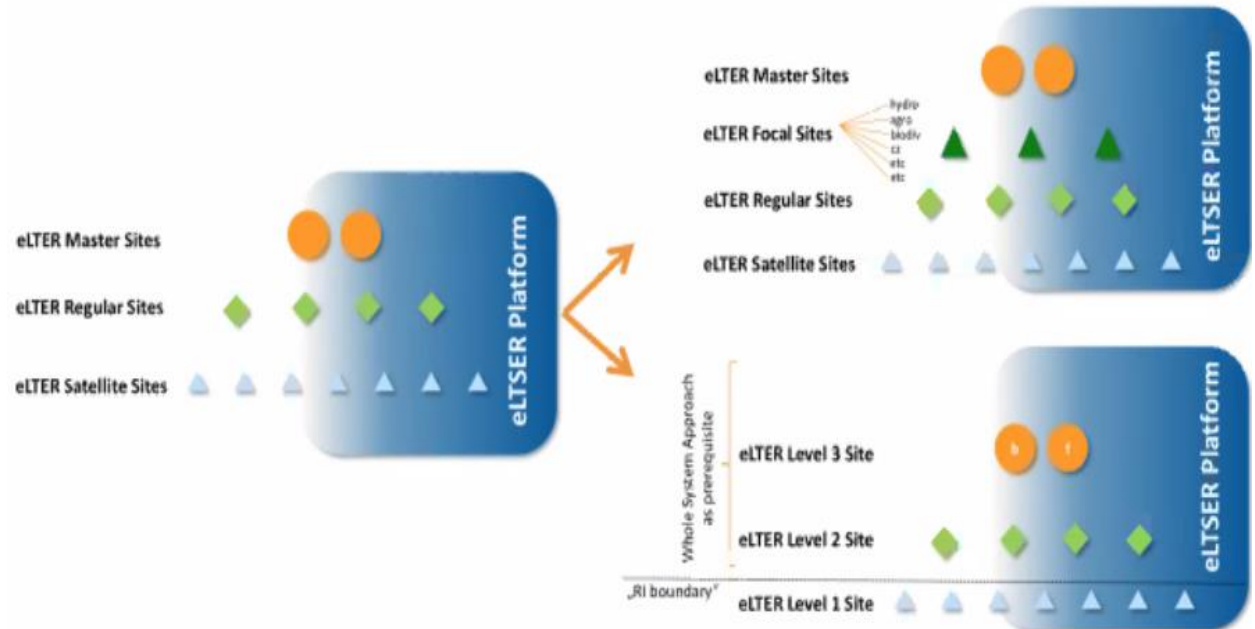 eLTER Master Sites
eLTER Regular Sites
eLTER Satellite Sites
eLTSER Platform
eLTER Master Sites
eLTER Focal Sites
hydro
agro
biodiv
cz
etc
etc
eLTER Regular Sites
eLTER Satellite Sites
eLTSER Platform
Whole System Approach
as prerequisite
eLTER Level 3 Site
b f
eLTER Level 2 Site
„RI boundary“
eLTER Level 1 Site
eLTSER Platform